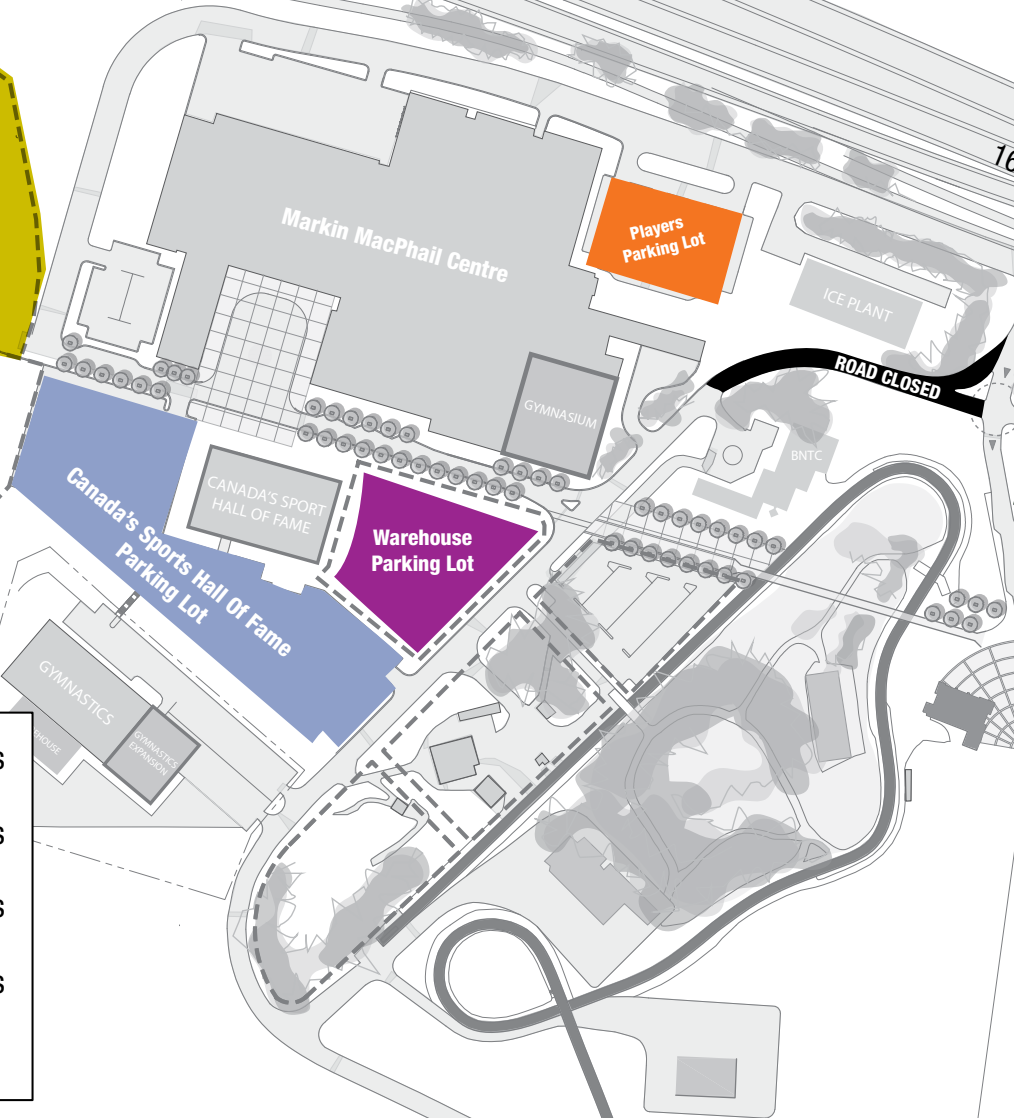 16
Markin MacPhail Centre
Players
Parking Lot
ICE PLANT
ROAD CLOSED
GYMNASIUM
BNTC
CANADA'S SPORT
HALL OF FAME
Canada's Sports Hall Of Fame
Parking Lot
Warehouse
Parking Lot
GYMNASTICS
GYMNASTICS
EXPANSION
S
S
S
S